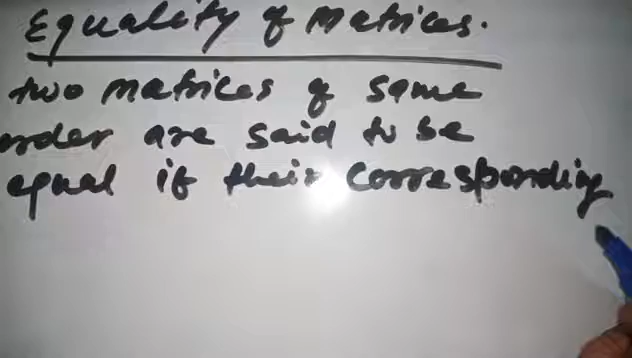 Equality of Matrices.
two matrices of same
order are said to be
equal if their corresponding